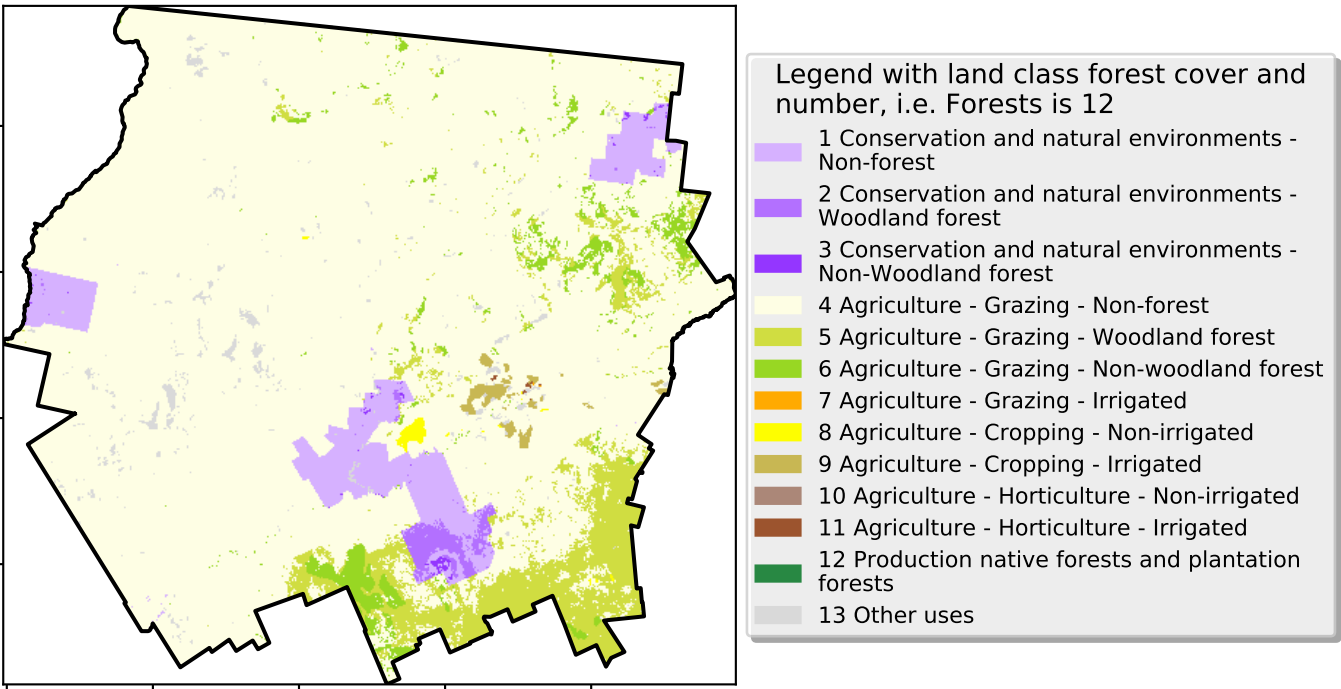 Legend with land class forest cover and
number, i.e. Forests is 12
1 Conservation and natural environments -
Non-forest
2 Conservation and natural environments -
Woodland forest
3 Conservation and natural environments -
Non-Woodland forest
4 Agriculture - Grazing - Non-forest
5 Agriculture - Grazing - Woodland forest
6 Agriculture - Grazing - Non-woodland forest
7 Agriculture - Grazing - Irrigated
8 Agriculture - Cropping - Non-irrigated
9 Agriculture - Cropping - Irrigated
10 Agriculture - Horticulture - Non-irrigated
11 Agriculture - Horticulture - Irrigated
12 Production native forests and plantation
forests
13 Other uses